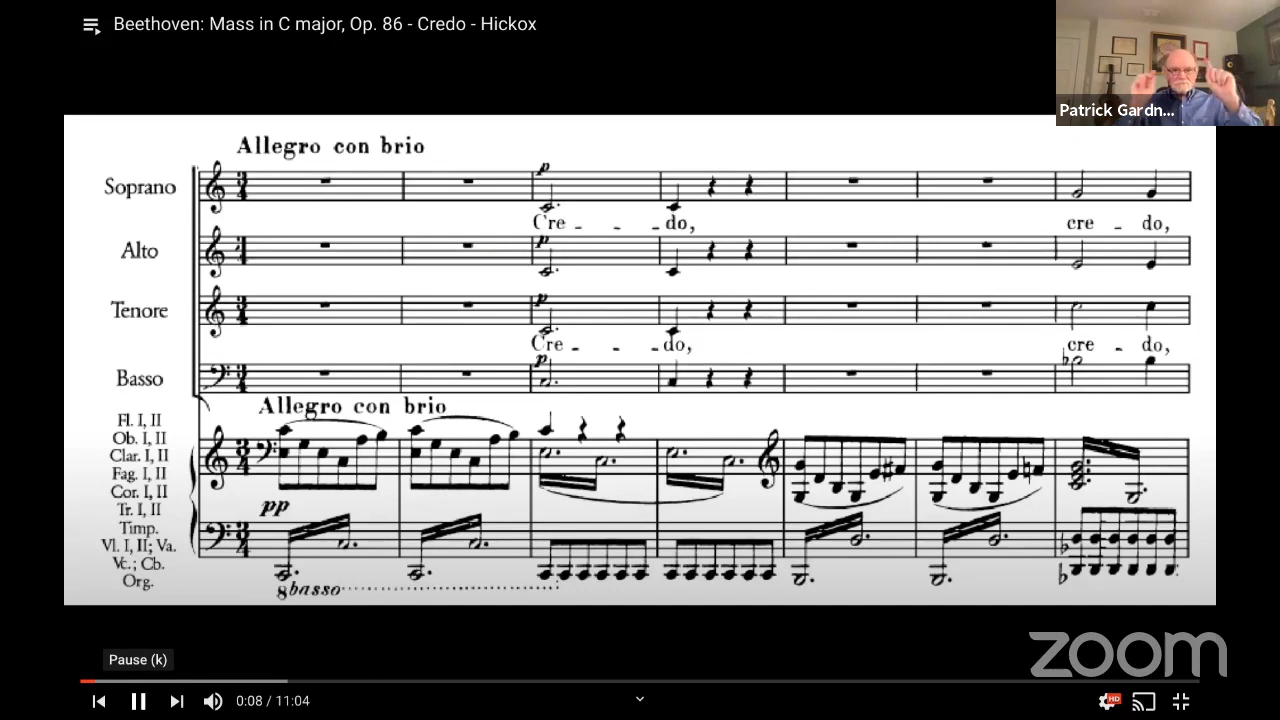 Beethoven: Mass in C major, Op. 86 - Credo - Hickox
Patrick Gardn...
Allegro con brio
Soprano
p
Cre - - - do, cre - do,
Alto
p
Tenore
p
Cre - - - do, cre - do,
Basso
p
Allegro con brio
Fl. I, II
Ob. I, II
Clar. I, II
Fag. I, II
Cor. I, II
Tr. I, II
Timp.
Vl. I, II; Va.
Vc.; Cb.
Org.
pp
8basso
zoom
Pause (k)
0:08 / 11:04
HD